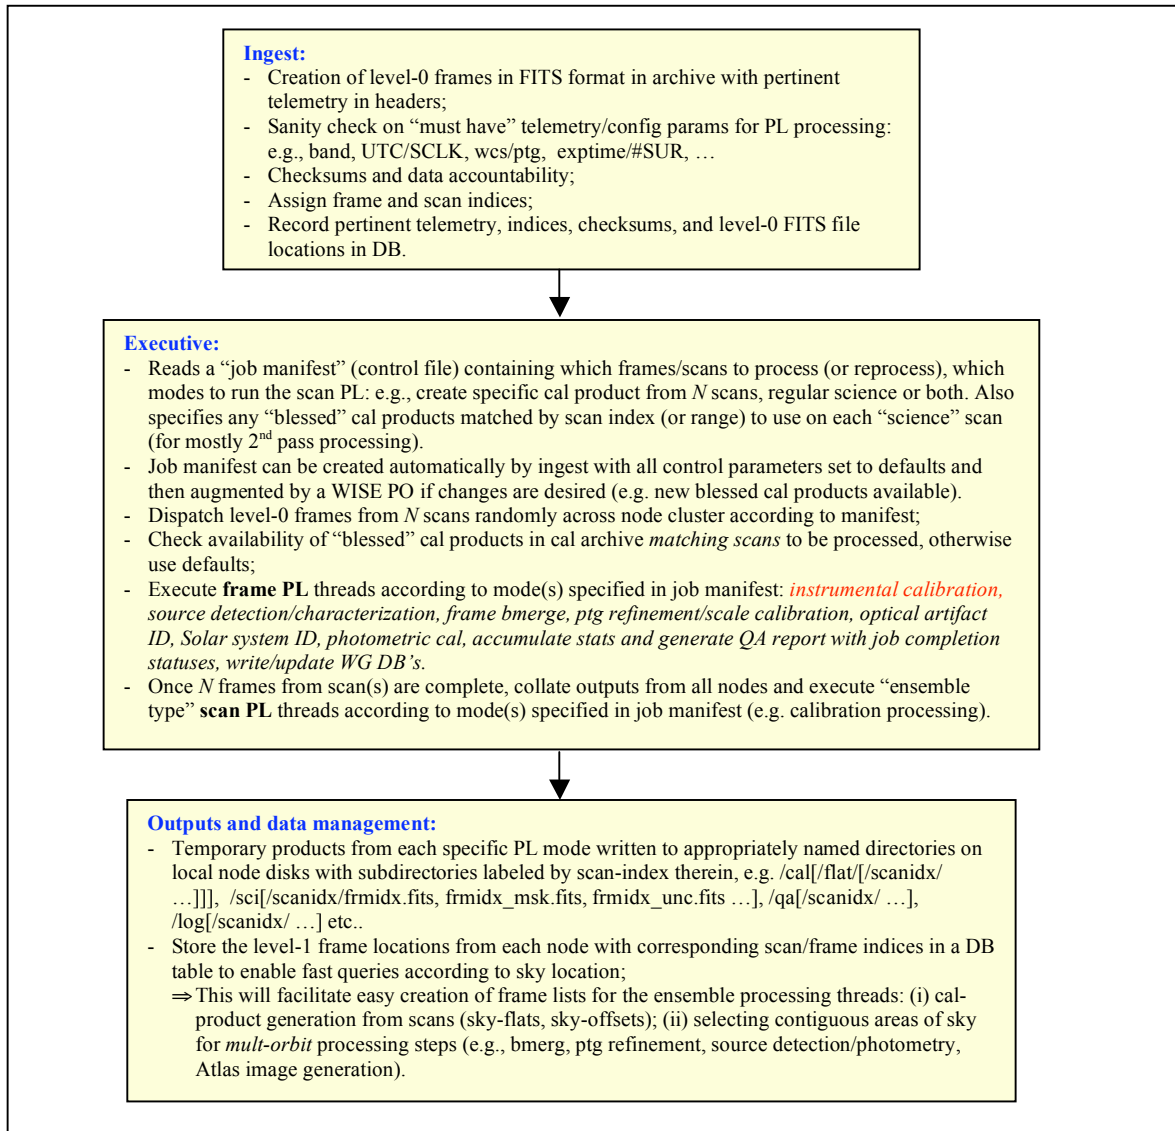 Ingest:
- Creation of level-0 frames in FITS format in archive with pertinent
telemetry in headers;
- Sanity check on “must have” telemetry/config params for PL processing:
e.g., band, UTC/SCLK, wcs/ptg, exptime/#SUR, …
- Checksums and data accountability;
- Assign frame and scan indices;
- Record pertinent telemetry, indices, checksums, and level-0 FITS file
locations in DB.
Executive:
- Reads a “job manifest” (control file) containing which frames/scans to process (or reprocess), which
modes to run the scan PL: e.g., create specific cal product from N scans, regular science or both. Also
specifies any “blessed” cal products matched by scan index (or range) to use on each “science” scan
(for mostly 2nd pass processing).
- Job manifest can be created automatically by ingest with all control parameters set to defaults and
then augmented by a WISE PO if changes are desired (e.g. new blessed cal products available).
- Dispatch level-0 frames from N scans randomly across node cluster according to manifest;
- Check availability of “blessed” cal products in cal archive matching scans to be processed, otherwise
use defaults;
- Execute frame PL threads according to mode(s) specified in job manifest: instrumental calibration,
source detection/characterization, frame bmerge, ptg refinement/scale calibration, optical artifact
ID, Solar system ID, photometric cal, accumulate stats and generate QA report with job completion
statuses, write/update WG DB’s.
- Once N frames from scan(s) are complete, collate outputs from all nodes and execute “ensemble
type” scan PL threads according to mode(s) specified in job manifest (e.g. calibration processing).
Outputs and data management:
- Temporary products from each specific PL mode written to appropriately named directories on
local node disks with subdirectories labeled by scan-index therein, e.g. /cal[/flat/[/scanidx/
…]]], /sci[/scanidx/frmidx.fits, frmidx_msk.fits, frmidx_unc.fits …], /qa[/scanidx/ …],
/log[/scanidx/ …] etc..
- Store the level-1 frame locations from each node with corresponding scan/frame indices in a DB
table to enable fast queries according to sky location;
⇒ This will facilitate easy creation of frame lists for the ensemble processing threads: (i) cal-
product generation from scans (sky-flats, sky-offsets); (ii) selecting contiguous areas of sky
for mult-orbit processing steps (e.g., bmerg, ptg refinement, source detection/photometry,
Atlas image generation).